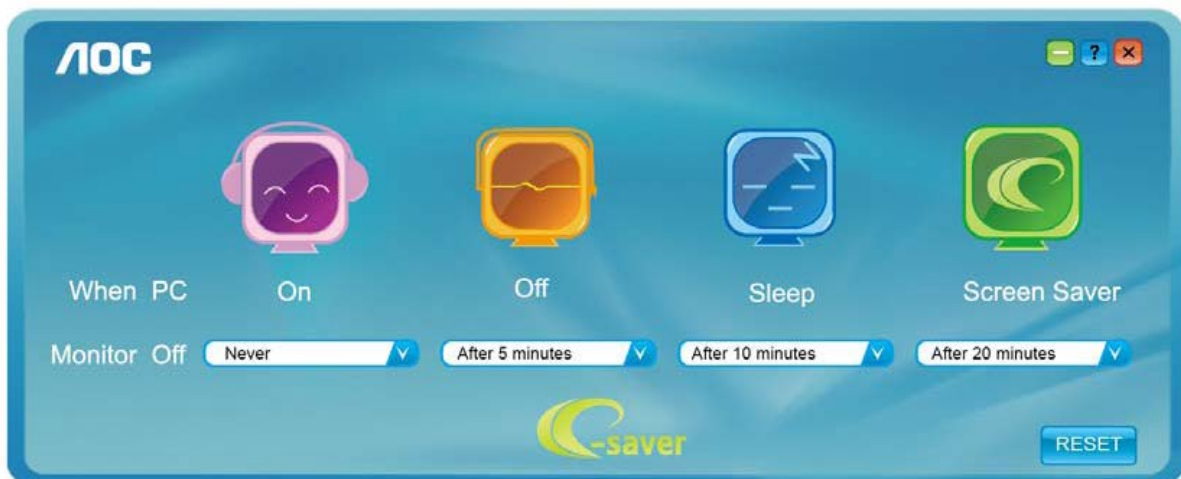 AOC
?
When PC On Off Sleep Screen Saver
Monitor Off Never After 5 minutes After 10 minutes After 20 minutes
e-saver
RESET